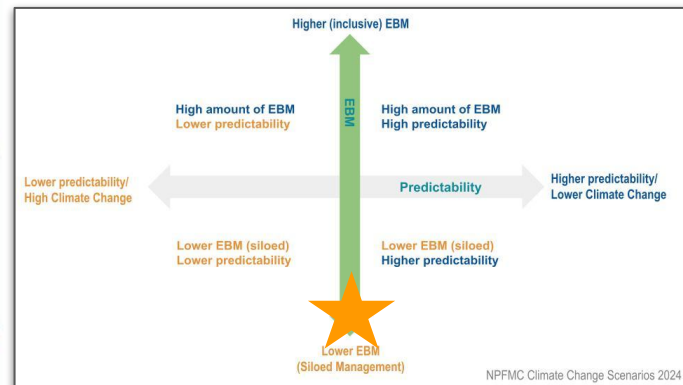 Higher (inclusive) EBM
EBM
High amount of EBM
Lower predictability
High amount of EBM
High predictability
Lower predictability/
High Climate Change
Predictability
Higher predictability/
Lower Climate Change
Lower EBM (siloed)
Lower predictability
Lower EBM (siloed)
Higher predictability
Lower EBM
(Siloed Management)
NPFMC Climate Change Scenarios 2024